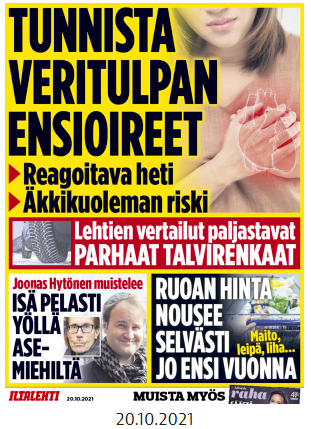 TUNNISTA
VERITULPAN
ENSIOIREET
Reagoitava heti
Äkkikuoleman riski
Lehtien vertailut paljastavat
PARHAAT TALVIRENKAAT
Joonas Hytönen muistelee
ISÄ PELASTI
YÖLLÄ
ASE-
MIEHILTÄ
RUOAN HINTA
NOUSEE
SELVÄSTI
JO ENSI VUONNA
Maito,
leipä, liha...
ILTALEHTI
20.10.2021
MUISTA MYÖS
raha
20.10.2021